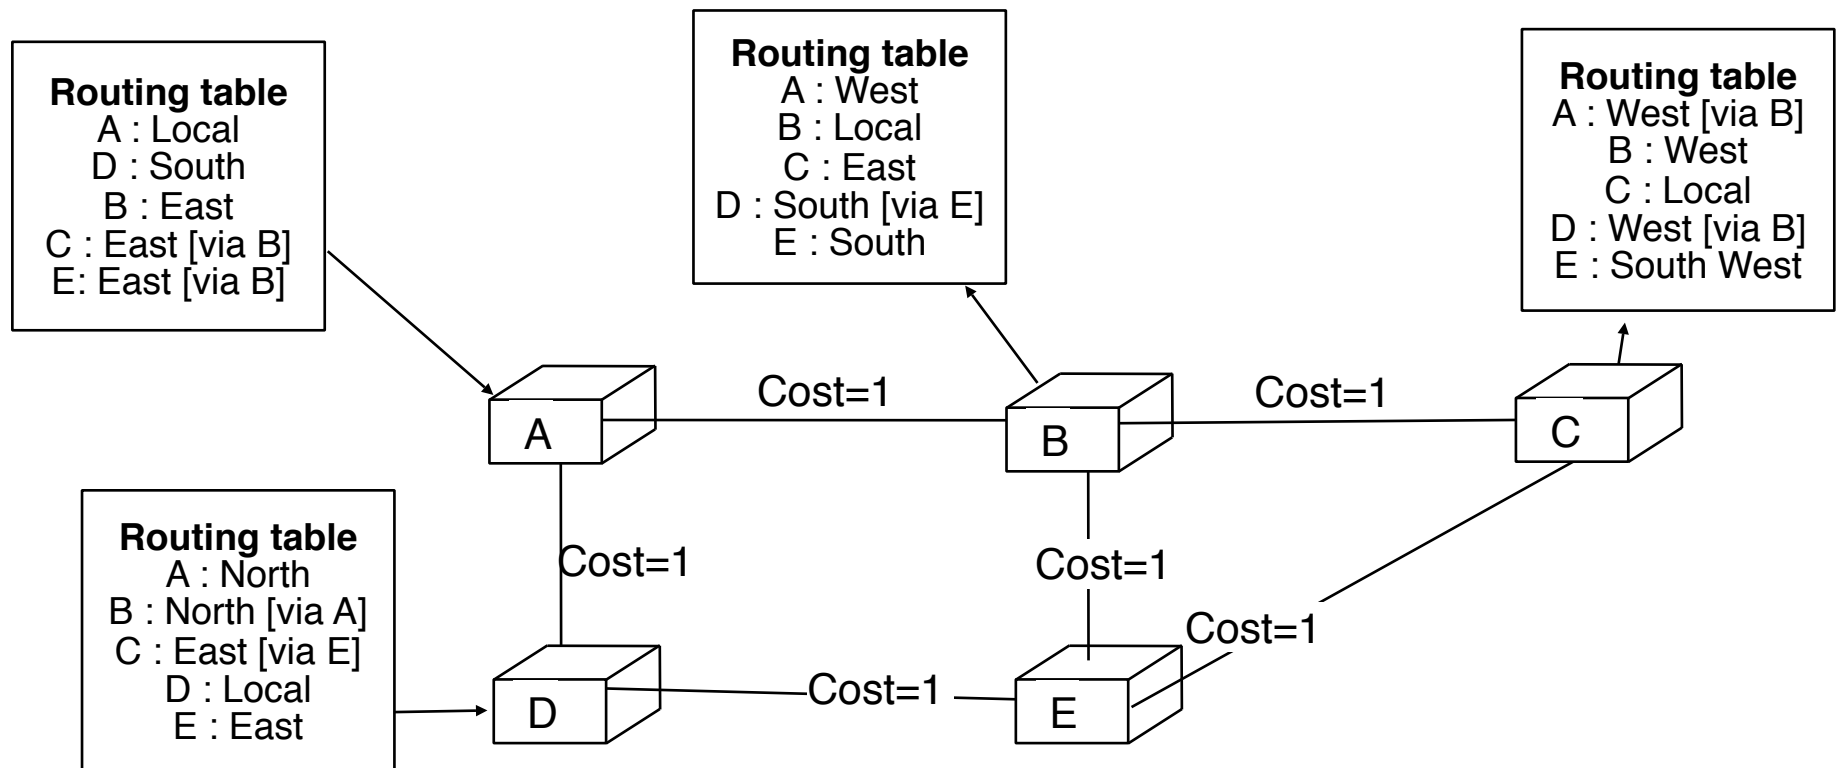 Routing table
A : Local
D : South
B : East
C : East [via B]
E: East [via B]
Routing table
A : West
B : Local
C : East
D : South [via E]
E : South
Routing table
A : West [via B]
B : West
C : Local
D : West [via B]
E : South West
Cost=1
Cost=1
A
B
C
Routing table
A : North
B : North [via A]
C : East [via E]
D : Local
E : East
Cost=1
Cost=1
Cost=1
Cost=1
D
E